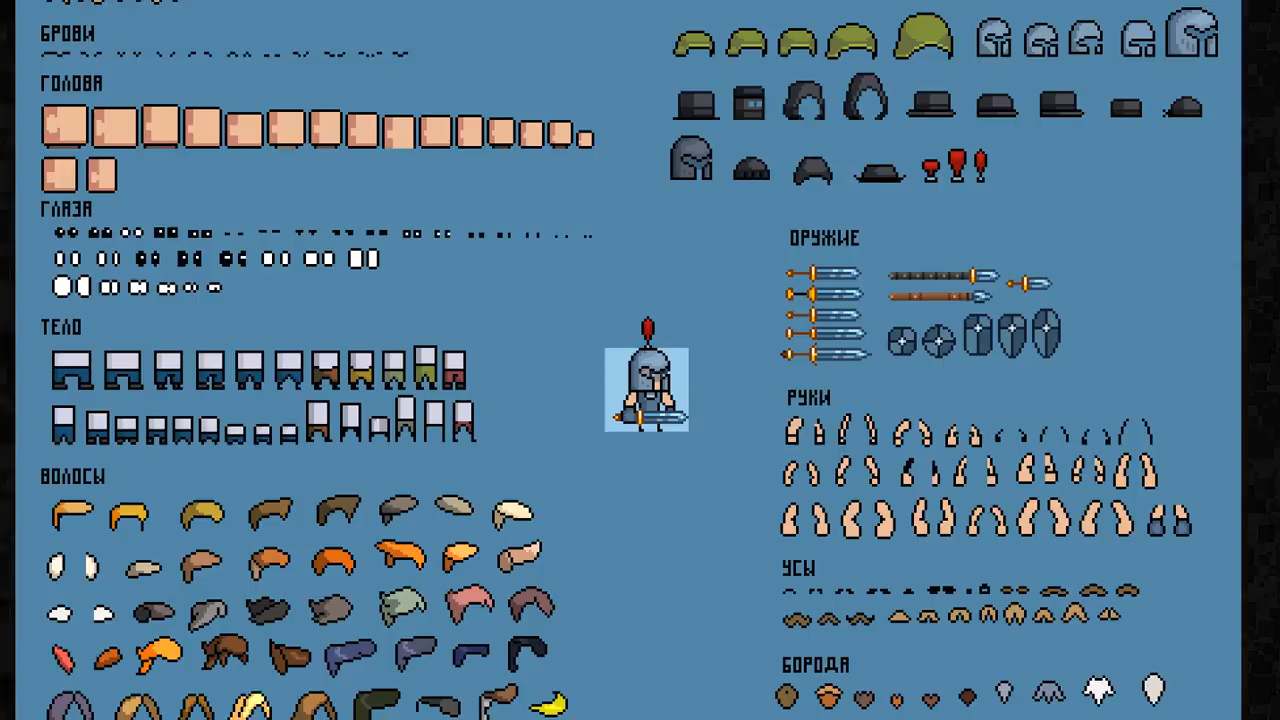 БРОВИ
ГОЛОВА
ГЛАЗА
ТЕЛО
ВОЛОСЫ
ОРУЖИЕ
РУКИ
УСЫ
БОРОДА